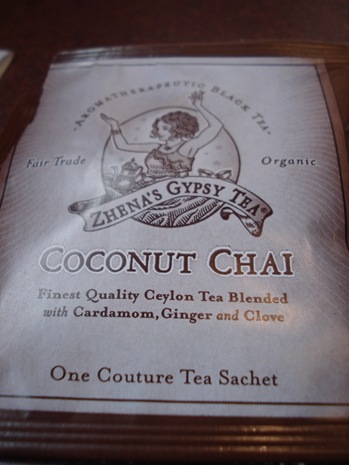 ·Aromatherapeutic Black Tea·
Fair Trade
Organic
Zhena's Gypsy Tea®
Coconut Chai
Finest Quality Ceylon Tea Blended
with Cardamom, Ginger and Clove
One Couture Tea Sachet